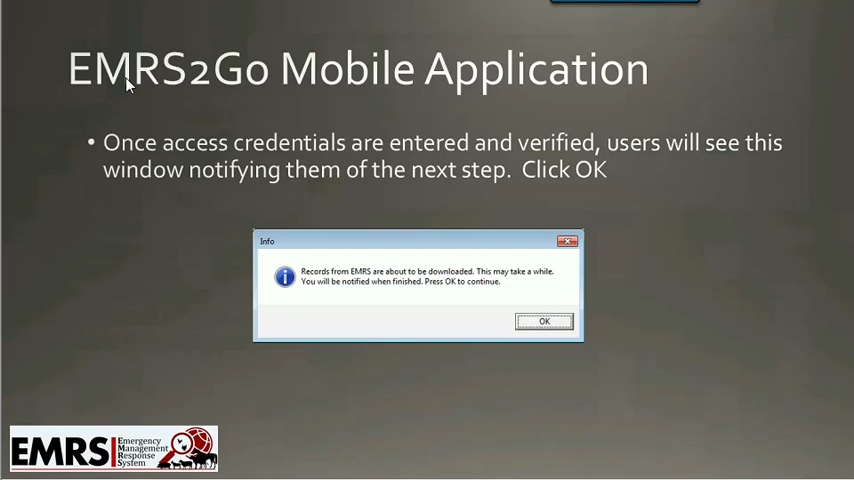 EMRS2Go Mobile Application
• Once access credentials are entered and verified, users will see this
window notifying them of the next step. Click OK
Info
Records from EMRS are about to be downloaded. This may take a while.
You will be notified when finished. Press OK to continue.
OK
EMRS
Emergency
Management
Response
System